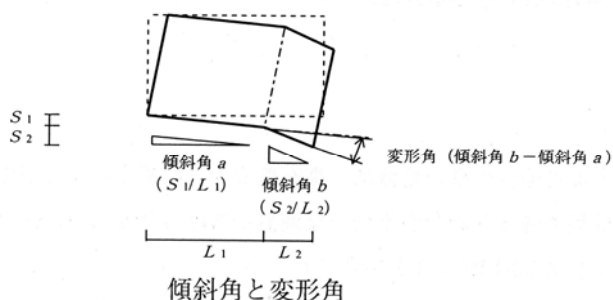 S1
S2
傾斜角 a
(S1/L1)
傾斜角 b
(S2/L2)
変形角 (傾斜角 b－傾斜角 a)
L1
L2
傾斜角と変形角